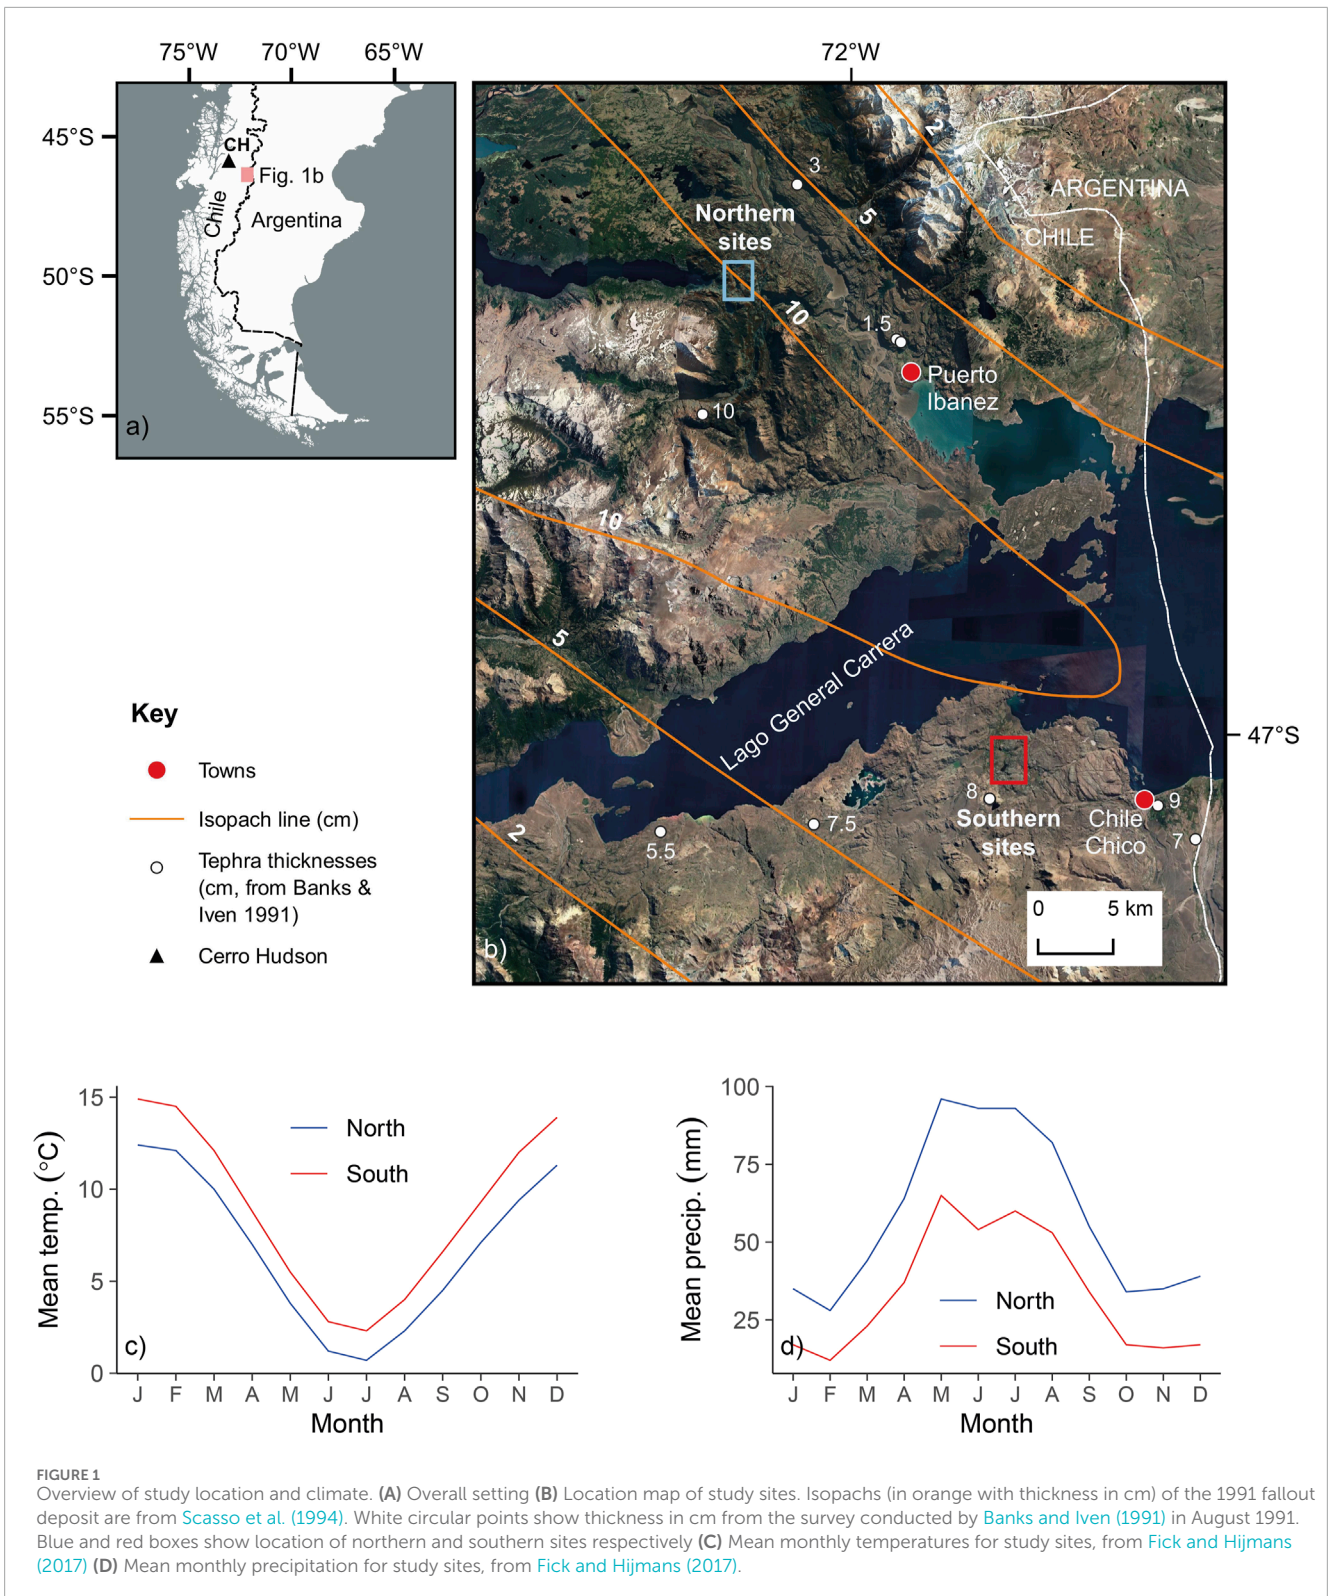 75°W 70°W 65°W
72°W
45°S
50°S
55°S
CH
Fig. 1b
Chile
Argentina
a)
2
3
ARGENTINA
Northern
sites
5
CHILE
10
1.5
Puerto
Ibanez
10
10
5
Lago General Carrera
47°S
2
5.5
7.5
8
Southern
sites
Chile
Chico
9
7
0 5 km
b)
Key
Towns
Isopach line (cm)
Tephra thicknesses
(cm, from Banks &
Iven 1991)
Cerro Hudson
15
10
5
0
Mean temp. (°C)
North
South
c)
J F M A M J J A S O N D
Month
100
75
50
25
Mean precip. (mm)
North
South
d)
J F M A M J J A S O N D
Month
FIGURE 1
Overview of study location and climate. (A) Overall setting (B) Location map of study sites. Isopachs (in orange with thickness in cm) of the 1991 fallout
deposit are from Scasso et al. (1994). White circular points show thickness in cm from the survey conducted by Banks and Iven (1991) in August 1991.
Blue and red boxes show location of northern and southern sites respectively (C) Mean monthly temperatures for study sites, from Fick and Hijmans
(2017) (D) Mean monthly precipitation for study sites, from Fick and Hijmans (2017).